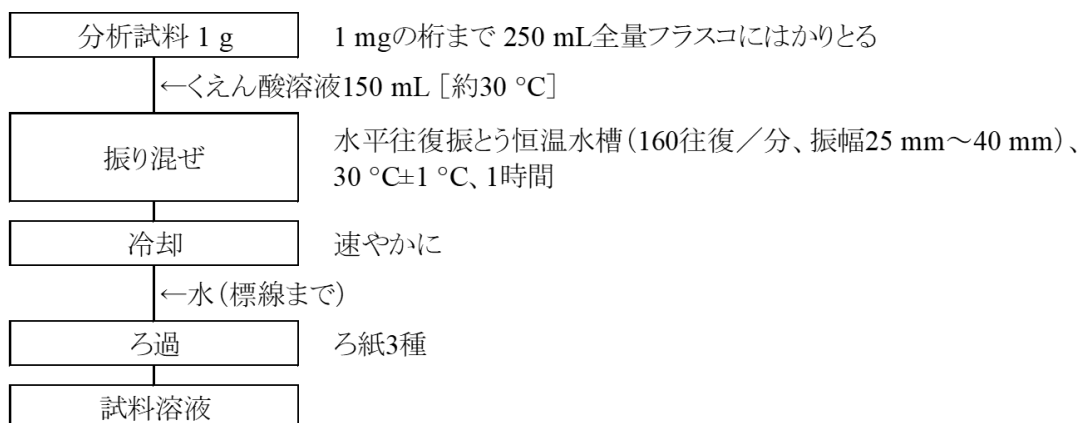 分析試料 1 g 1 mgの桁まで 250 mL全量フラスコにはかりとる
←くえん酸溶液150 mL [約30 °C]
振り混ぜ 水平往復振とう恒温水槽(160往復/分、振幅25 mm~40 mm)、
30 °C±1 °C、1時間
冷却 速やかに
←水(標線まで)
ろ過 ろ紙3種
試料溶液